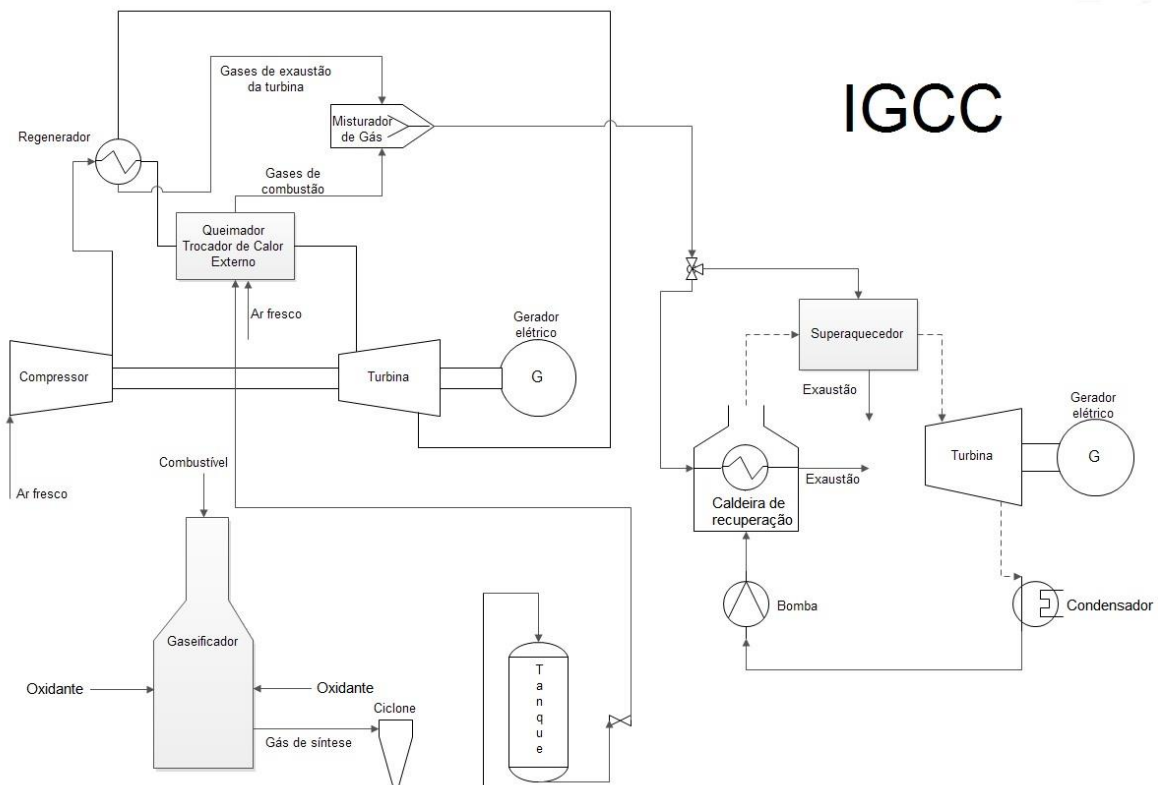 IGCC
Gases de exaustão
da turbina
Misturador
de Gás
Regenerador
Gases de
combustão
Queimador
Trocador de Calor
Externo
Ar fresco
Gerador
elétrico
Compressor
Turbina
G
Superaquecedor
Exaustão
Gerador
elétrico
Turbina
G
Exaustão
Caldeira de
recuperação
Combustível
Ar fresco
Bomba
Condensador
Gaseificador
Tanque
Oxidante
Oxidante
Ciclone
Gás de síntese